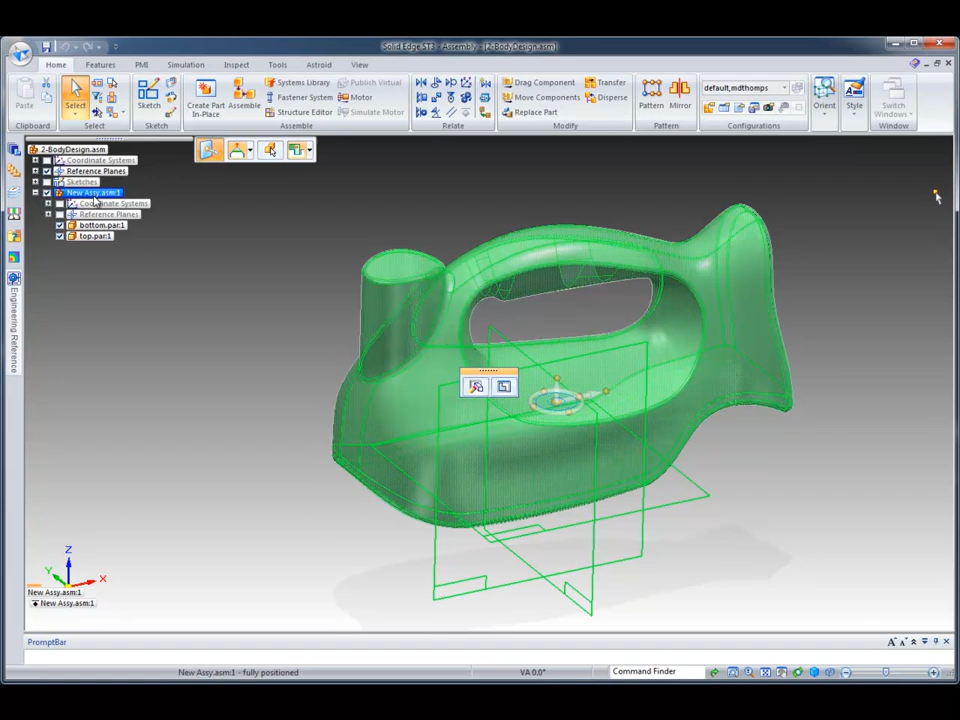 Solid Edge ST3 - Assembly - [2-BodyDesign.asm]
Home Features PMI Simulation Inspect Tools Astroid View
Paste
Clipboard
Select
Select
Sketch
Sketch
Create Part In-Place
Assemble
Systems Library
Fastener System
Structure Editor
Publish Virtual
Motor
Assemble
Relate
Drag Component
Move Components
Replace Part
Transfer
Disperse
Modify
Pattern
Mirror
Pattern
default,mdthomps
Configurations
Orient
Style
Switch Windows
Window
2-BodyDesign.asm
Coordinate Systems
Reference Planes
Sketches
New Assy.asm:1
Coordinate Systems
Reference Planes
bottom.par:1
top.par:1
Engineering Reference
Z
Y
X
New Assy.asm:1
New Assy.asm:1
PromptBar
New Assy.asm:1 - fully positioned
VA 0.0°
Command Finder